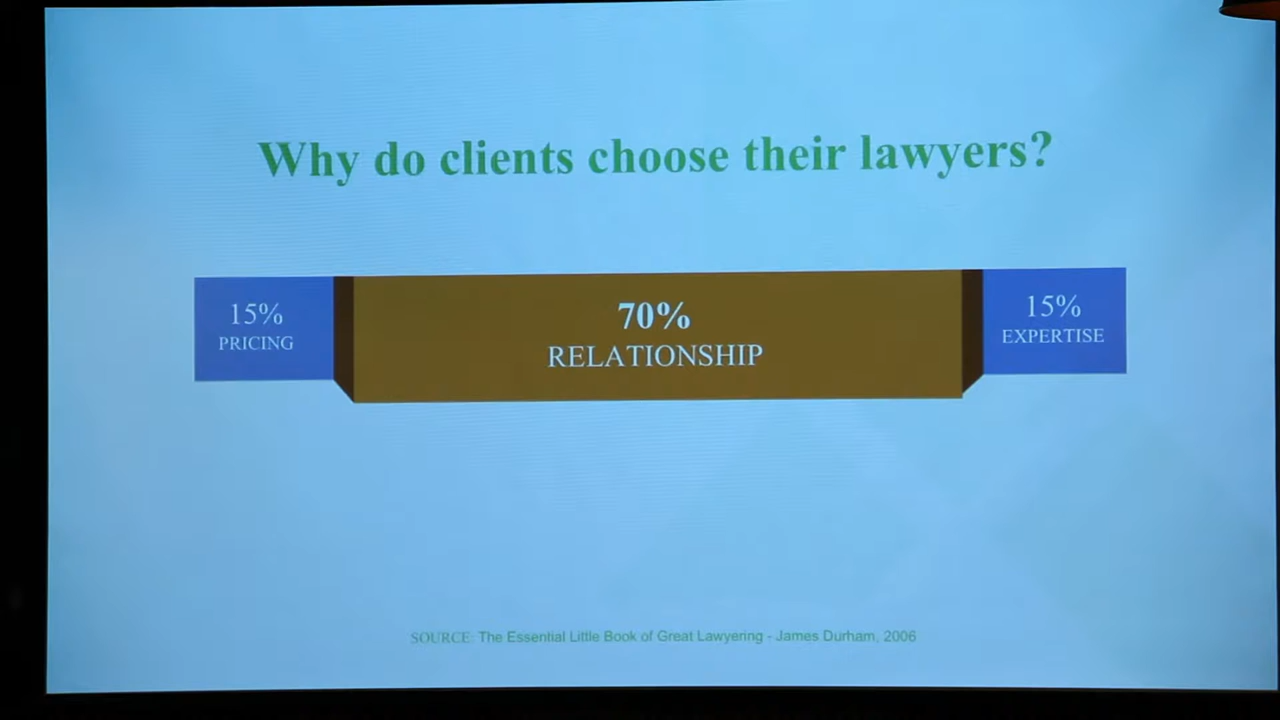 Why do clients choose their lawyers?
15%
PRICING
70%
RELATIONSHIP
15%
EXPERTISE
SOURCE: The Essential Little Book of Great Lawyering - James Durham, 2006